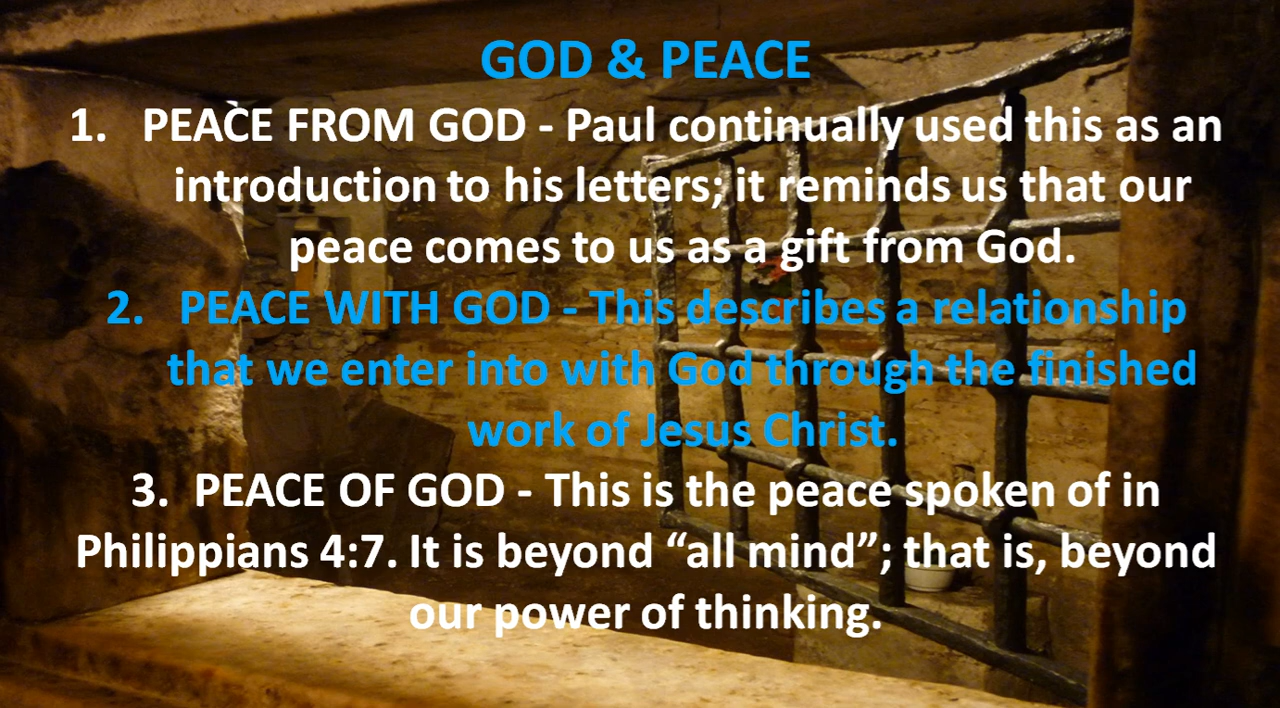 GOD & PEACE
1. PEAC̀E FROM GOD - Paul continually used this as an
introduction to his letters; it reminds us that our
peace comes to us as a gift from God.
2. PEACE WITH GOD - This describes a relationship
that we enter into with God through the finished
work of Jesus Christ.
3. PEACE OF GOD - This is the peace spoken of in
Philippians 4:7. It is beyond “all mind”; that is, beyond
our power of thinking.